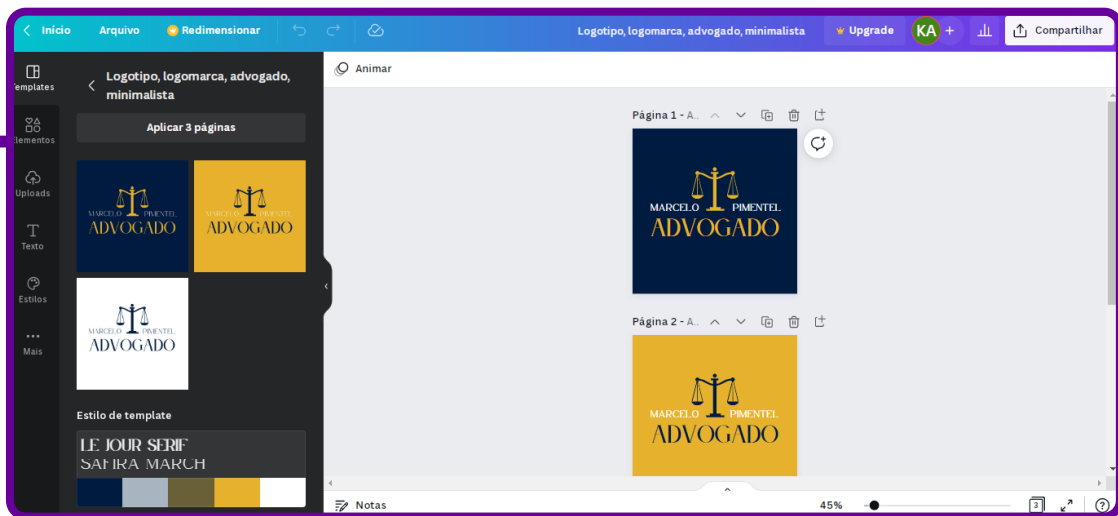 Início Arquivo Redimensionar Logotipo, logomarca, advogado, minimalista Upgrade KA + Compartilhar
Templates
Elementos
Uploads
Texto
Estilos
Mais
Logotipo, logomarca, advogado,
minimalista
Aplicar 3 páginas
MARCELO PIMENTEL
ADVOGADO
MARCELO PIMENTEL
ADVOGADO
MARCELO PIMENTEL
ADVOGADO
Estilo de template
LE JOUR SERIF
SAFIRA MARCH
Animar
Página 1 - A..
MARCELO PIMENTEL
ADVOGADO
Página 2 - A..
MARCELO PIMENTEL
ADVOGADO
Notas 45% 3 ?